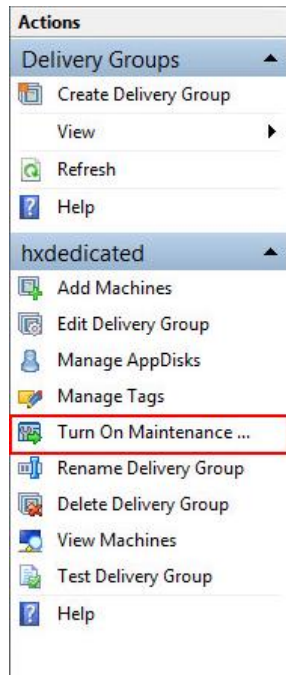 Actions
Delivery Groups
Create Delivery Group
View
Refresh
Help
hxdedicated
Add Machines
Edit Delivery Group
Manage AppDisks
Manage Tags
Turn On Maintenance ...
Rename Delivery Group
Delete Delivery Group
View Machines
Test Delivery Group
Help